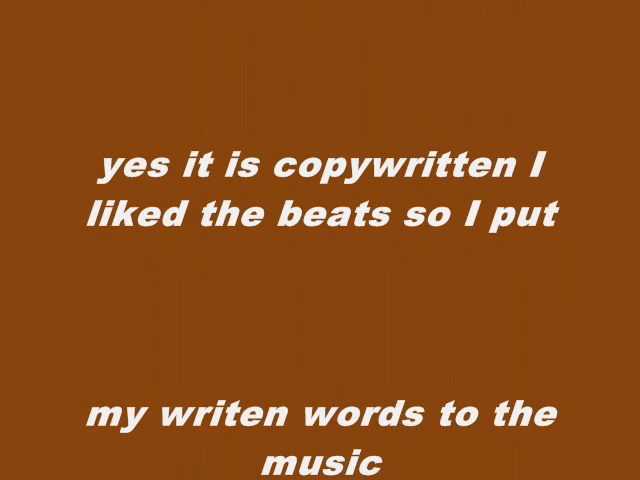 yes it is copywritten I
liked the beats so I put
my writen words to the
music